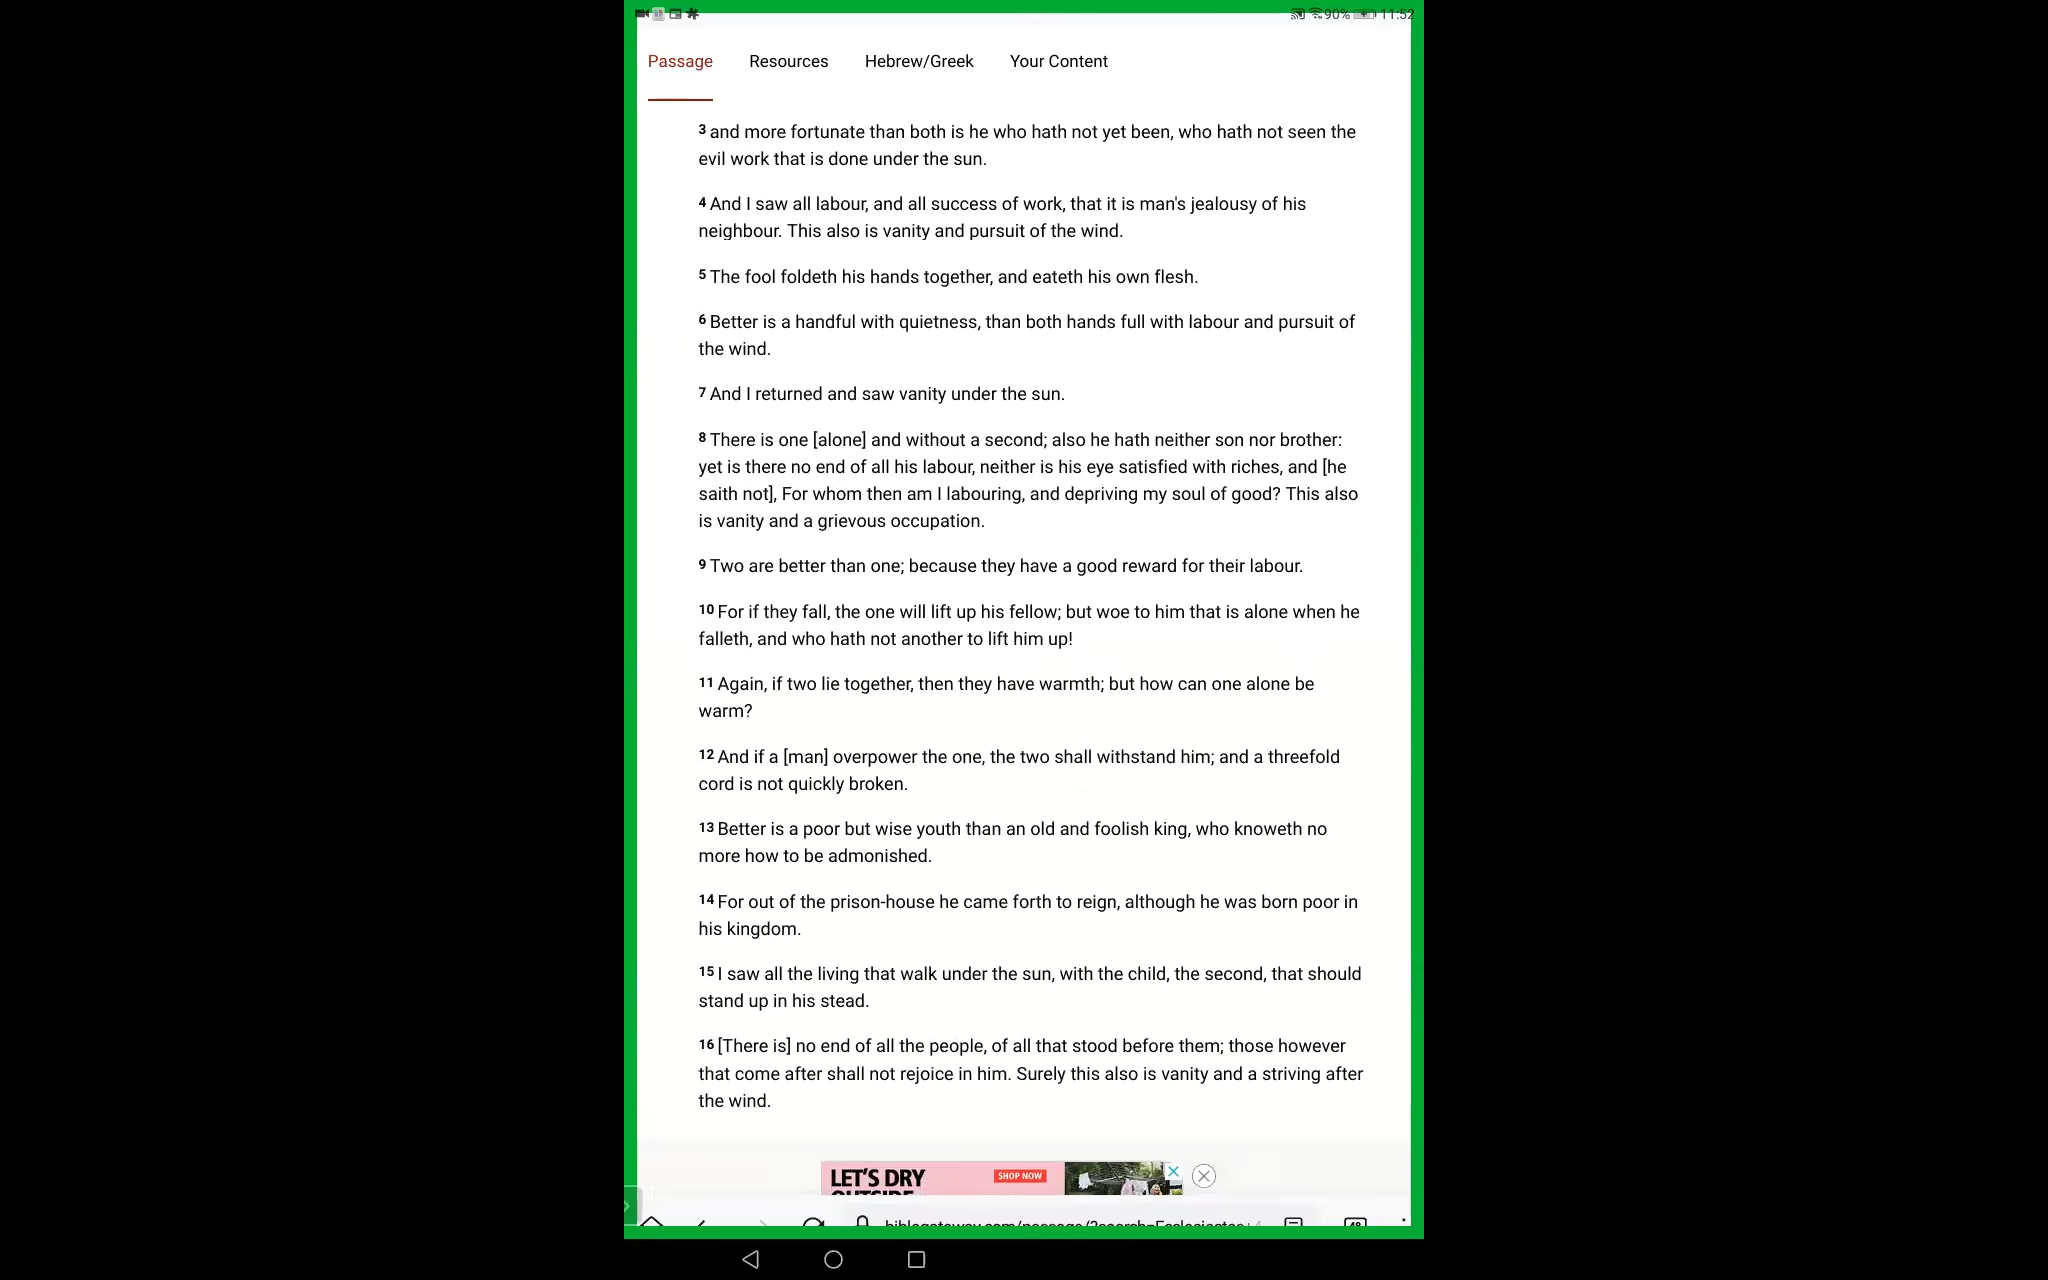 90% 11:52
Passage Resources Hebrew/Greek Your Content
3 and more fortunate than both is he who hath not yet been, who hath not seen the
evil work that is done under the sun.
4 And I saw all labour, and all success of work, that it is man's jealousy of his
neighbour. This also is vanity and pursuit of the wind.
5 The fool foldeth his hands together, and eateth his own flesh.
6 Better is a handful with quietness, than both hands full with labour and pursuit of
the wind.
7 And I returned and saw vanity under the sun.
8 There is one [alone] and without a second; also he hath neither son nor brother:
yet is there no end of all his labour, neither is his eye satisfied with riches, and [he
saith not], For whom then am I labouring, and depriving my soul of good? This also
is vanity and a grievous occupation.
9 Two are better than one; because they have a good reward for their labour.
10 For if they fall, the one will lift up his fellow; but woe to him that is alone when he
falleth, and who hath not another to lift him up!
11 Again, if two lie together, then they have warmth; but how can one alone be
warm?
12 And if a [man] overpower the one, the two shall withstand him; and a threefold
cord is not quickly broken.
13 Better is a poor but wise youth than an old and foolish king, who knoweth no
more how to be admonished.
14 For out of the prison-house he came forth to reign, although he was born poor in
his kingdom.
15 I saw all the living that walk under the sun, with the child, the second, that should
stand up in his stead.
16 [There is] no end of all the people, of all that stood before them; those however
that come after shall not rejoice in him. Surely this also is vanity and a striving after
the wind.
LET'S DRY SHOP NOW
OUTSIDE
biblegateway.com/passage/?search=Ecclesiastes+4